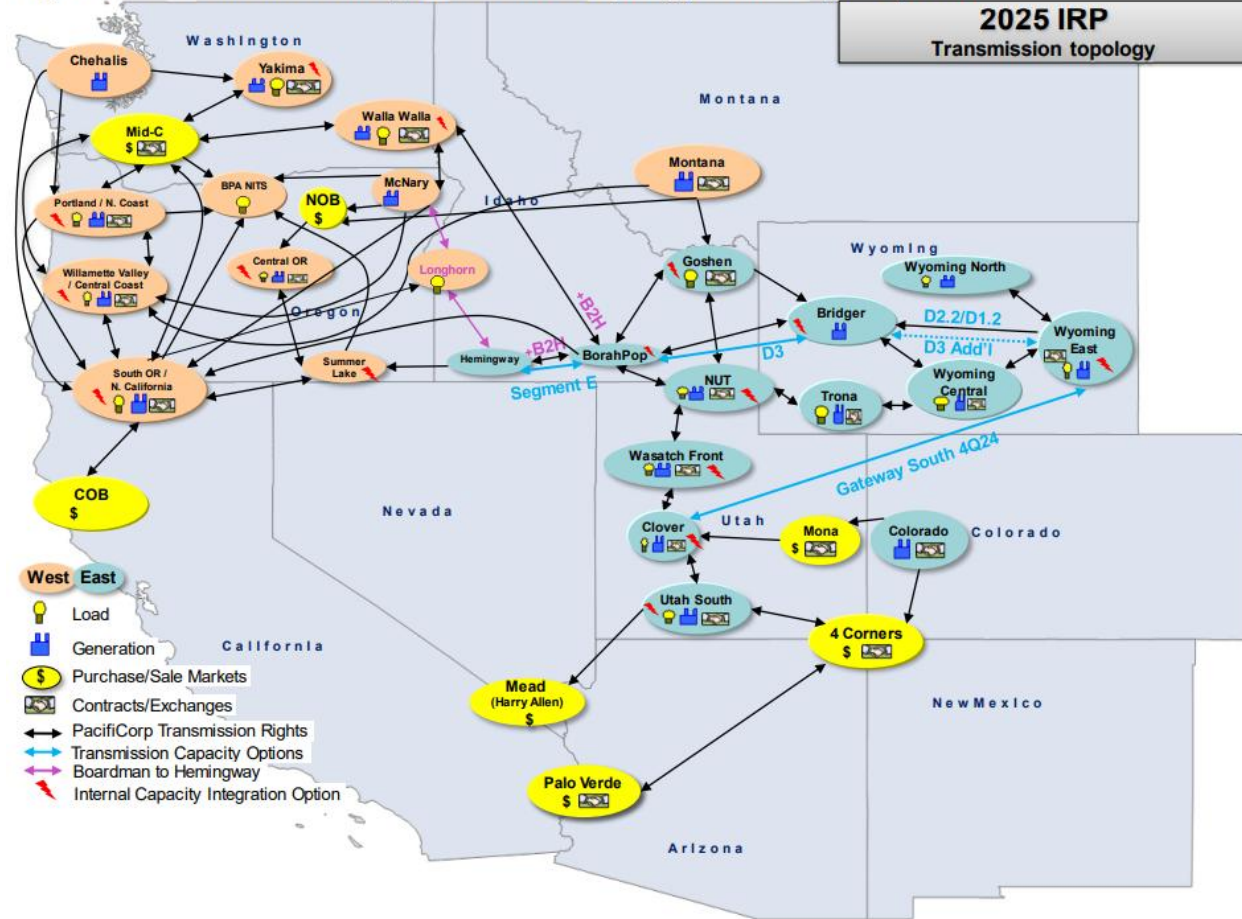 2025 IRP
Transmission topology
Washington
Chehalis
Yakima
Montana
Walla Walla
Mid-C
$
Montana
BPA NITS
McNary
NOB
$
Idaho
Portland / N. Coast
Wyoming
Goshen
Wyoming North
Central OR
Longhorn
Willamette Valley
/ Central Coast
Oregon
+B2H
Bridger
D2.2/D1.2
Wyoming
East
D3 Add'l
+B2H
Hemingway
BorahPop
D3
Summer
Lake
South OR /
N. California
Segment E
NUT
Trona
Wyoming
Central
Wasatch Front
Gateway South 4Q24
COB
$
Nevada
Clover
Utah
Mona
$
Colorado
Colorado
West
East
Load
Generation
$
Purchase/Sale Markets
Contracts/Exchanges
PacifiCorp Transmission Rights
Transmission Capacity Options
Boardman to Hemingway
Internal Capacity Integration Option
California
Utah South
4 Corners
$
Mead
(Harry Allen)
$
NewMexico
Palo Verde
$
Arizona